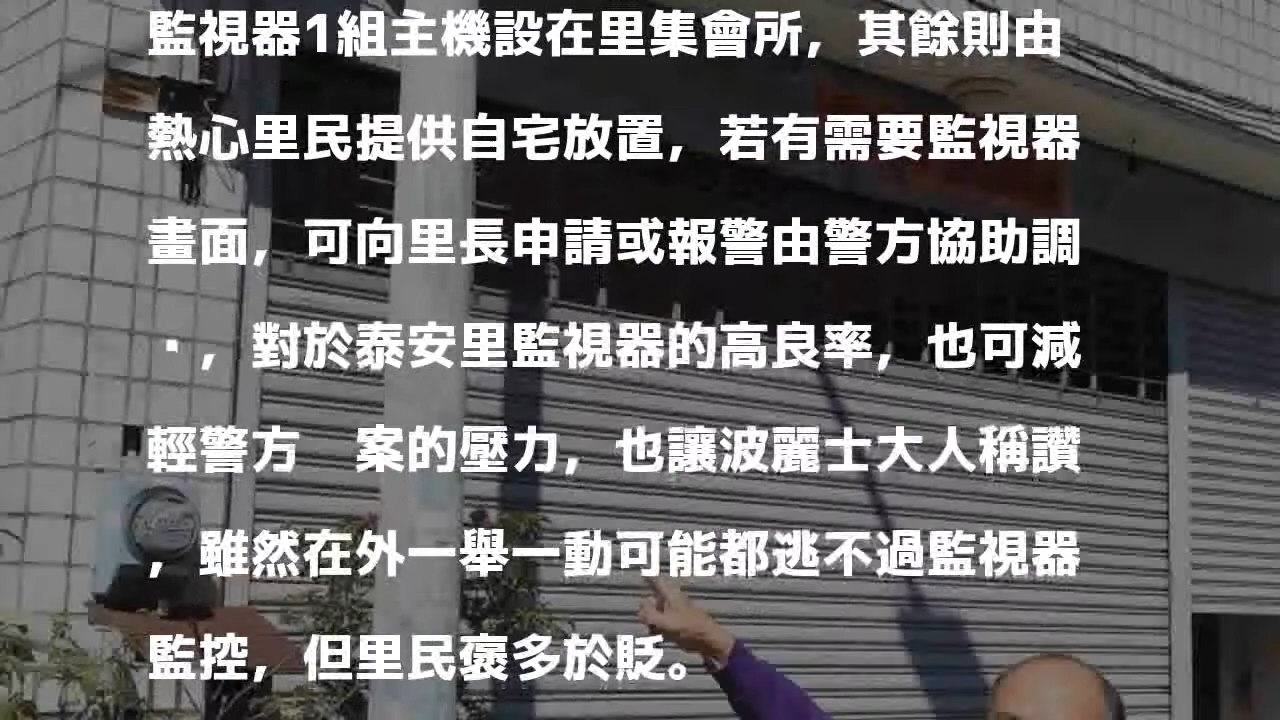 監視器1組主機設在里集會所，其餘則由
熱心里民提供自宅放置，若有需要監視器
畫面，可向里長申請或報警由警方協助調
·，對於泰安里監視器的高良率，也可減
輕警方　案的壓力，也讓波麗士大人稱讚
，雖然在外一舉一動可能都逃不過監視器
監控，但里民褒多於貶。